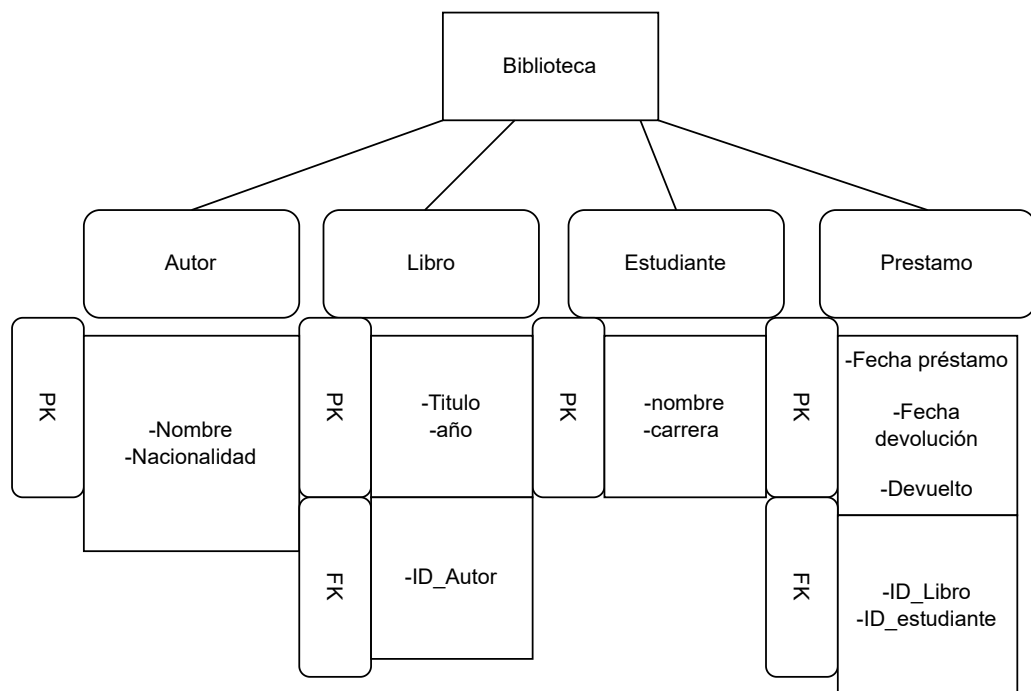 Biblioteca
Autor
Libro
Estudiante
Prestamo
PK
-Nombre
-Nacionalidad
PK
-Titulo
-año
PK
-nombre
-carrera
PK
-Fecha préstamo
-Fecha
devolución
-Devuelto
FK
-ID_Autor
FK
-ID_Libro
-ID_estudiante